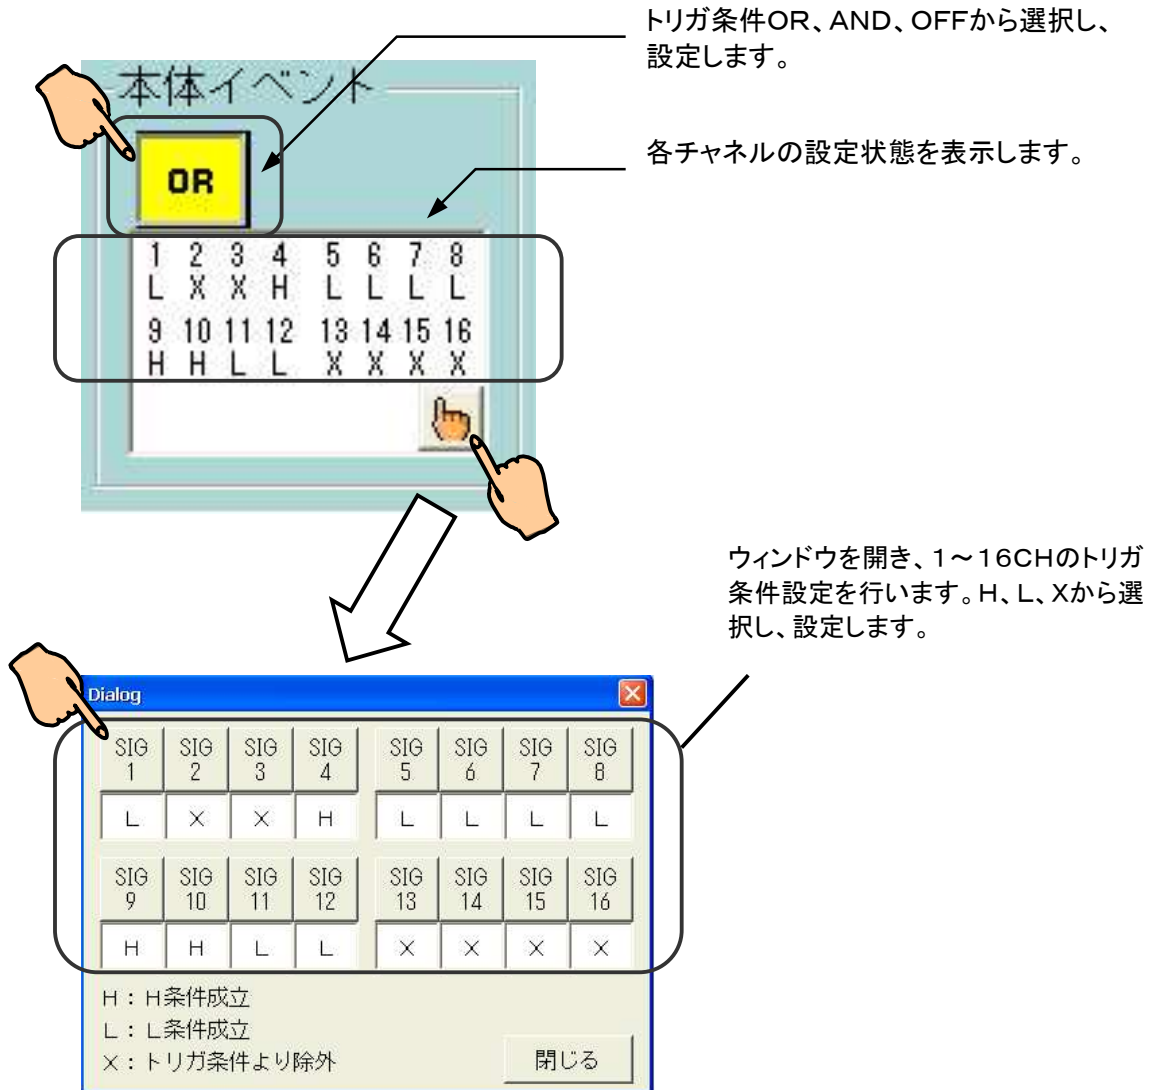 トリガ条件OR、AND、OFFから選択し、
設定します。
本体イベント
各チャネルの設定状態を表示します。
OR
1 2 3 4 5 6 7 8
L X X H L L L L
9 10 11 12 13 14 15 16
H H L L X X X X
ウィンドウを開き、1～16CHのトリガ
条件設定を行います。H、L、Xから選
択し、設定します。
Dialog
SIG SIG SIG SIG SIG SIG SIG SIG
1 2 3 4 5 6 7 8
L X X H L L L L
SIG SIG SIG SIG SIG SIG SIG SIG
9 10 11 12 13 14 15 16
H H L L X X X X
H：H条件成立
L：L条件成立
X：トリガ条件より除外
閉じる